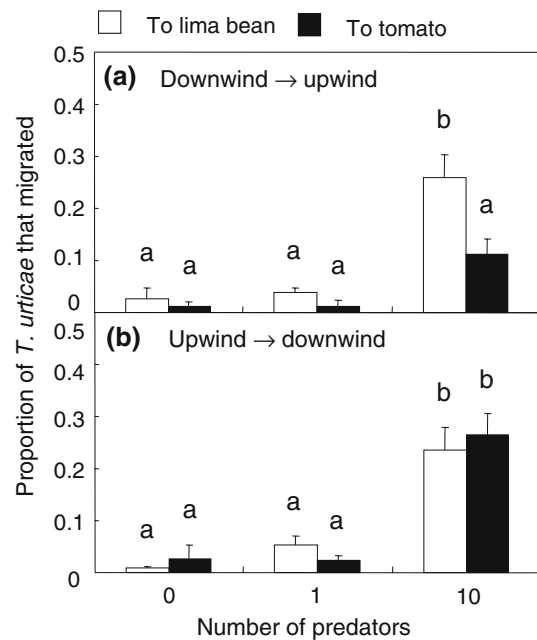 To lima bean To tomato
0.5
(a) Downwind → upwind
0.4
b
0.3
a
0.2
a a a a
0.1
0
0.5
(b) Upwind → downwind
0.4
b b
0.3
0.2
a a a a
0.1
0
0 1 10
Number of predators
Proportion of T. urticae that migrated